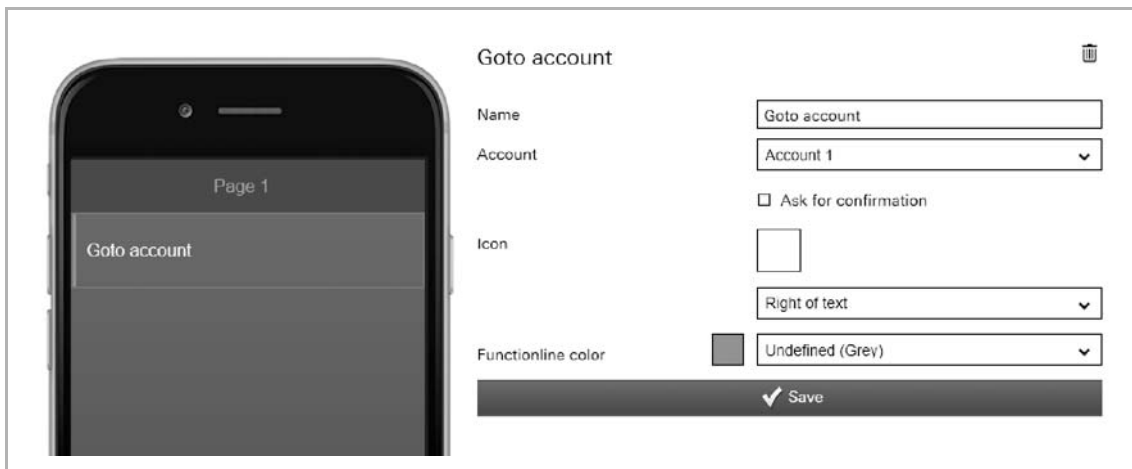 Page 1
Goto account
Goto account
Name
Goto account
Account
Account 1
Ask for confirmation
Icon
Right of text
Functionline color
Undefined (Grey)
Save